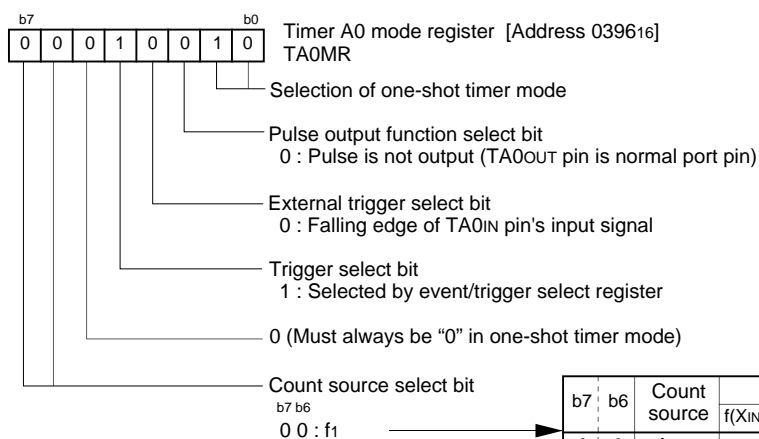 b7 b0
0 0 0 1 0 0 1 0
Timer A0 mode register [Address 039616]
TA0MR
Selection of one-shot timer mode
Pulse output function select bit
0 : Pulse is not output (TA0OUT pin is normal port pin)
External trigger select bit
0 : Falling edge of TA0IN pin's input signal
Trigger select bit
1 : Selected by event/trigger select register
0 (Must always be “0” in one-shot timer mode)
Count source select bit
b7 b6
0 0 : f1
b7 b6 Count source f(XIN